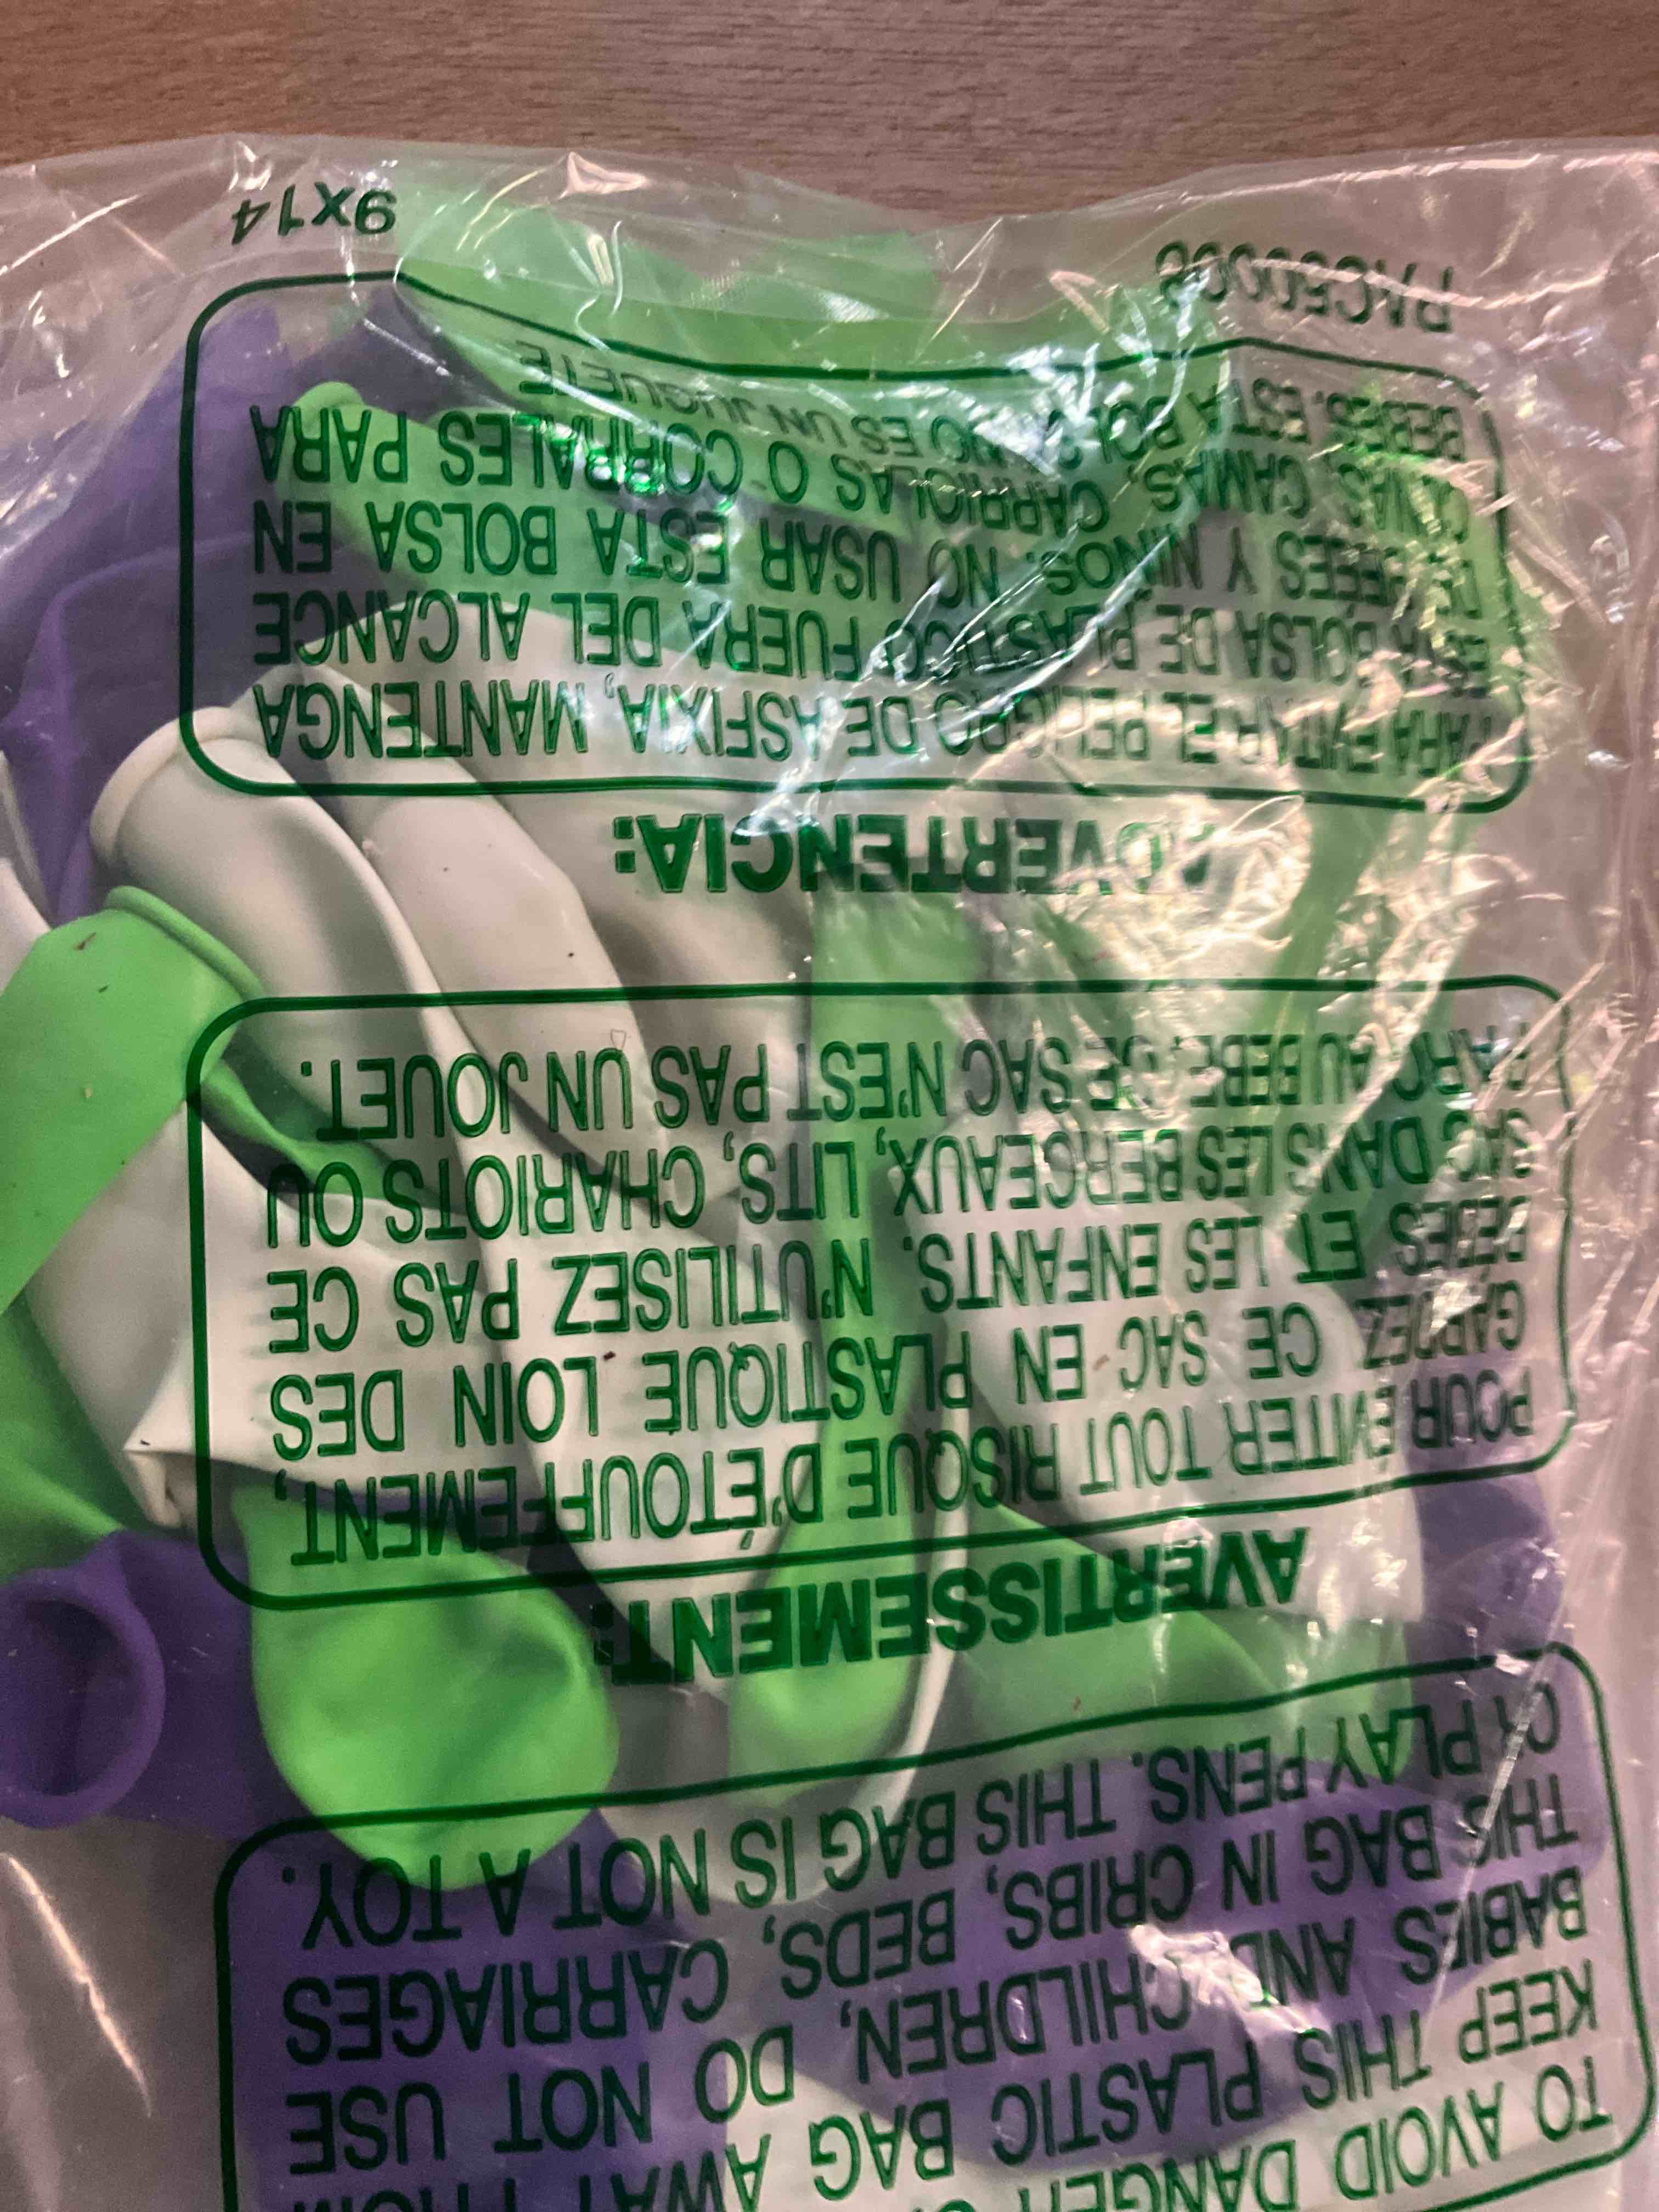 TO AVOID DANGER
KEEP THIS PLASTIC BAG AWAY FROM
BABIES AND CHILDREN, DO NOT USE
THIS BAG IN CRIBS, BEDS, CARRIAGES
OR PLAY PENS. THIS BAG IS NOT A TOY.
AVERTISSEMENT:
POUR ÉVITER TOUT RISQUE D'ÉTOUFFEMENT,
GARDEZ CE SAC EN PLASTIQUE LOIN DES
BEBES ET LES ENFANTS. N'UTILISEZ PAS CE
SAC DANS LES BERCEAUX, LITS, CHARIOTS OU
PARC AU BEBE, CE SAC N'EST PAS UN JOUET.
ADVERTENCIA:
PARA EVITAR EL PELIGRO DE ASFIXIA, MANTENGA
ESTA BOLSA DE PLASTICO FUERA DEL ALCANCE
DE BEBÉS Y NIÑOS. NO USAR ESTA BOLSA EN
CUNAS, CAMAS, CARRIOLAS O CORRALES PARA
BEBES. ESTA BOLSA NO ES UN JUGUETE
9X14